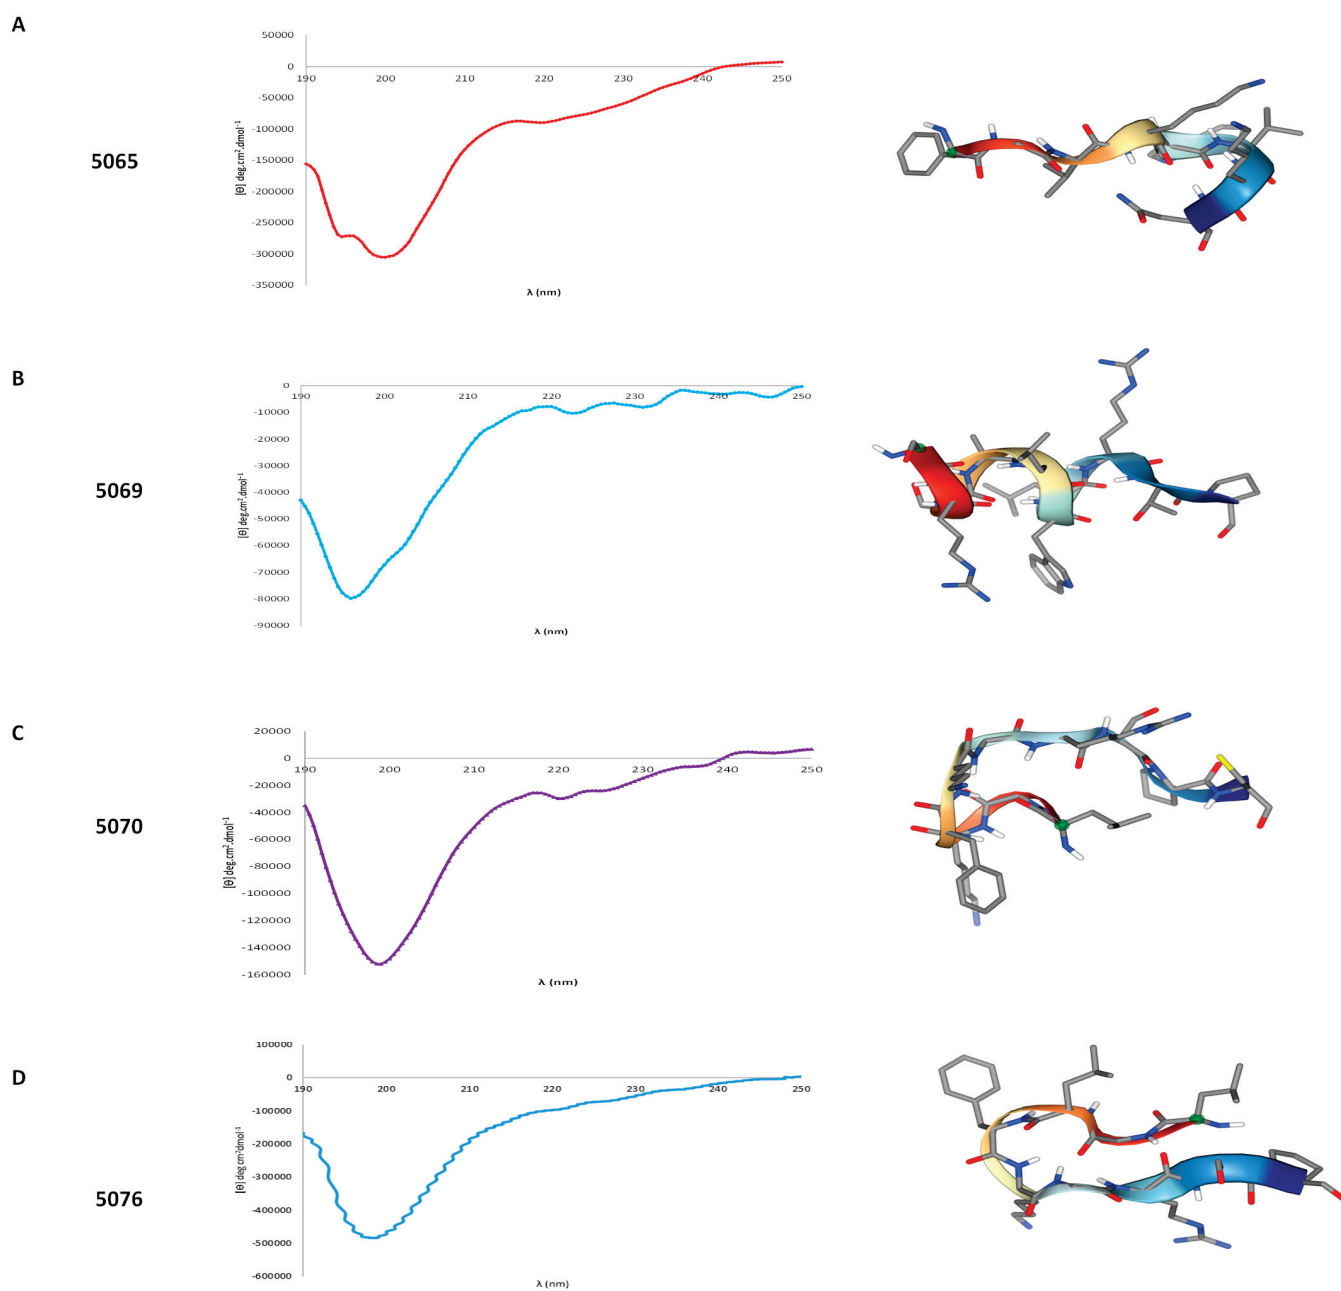 A
5065
50000
0
-50000
-100000
-150000
-200000
-250000
-300000
-350000
190 200 210 220 230 240 250
[Θ] deg.cm².dmol⁻¹
λ (nm)
B
5069
0
-10000
-20000
-30000
-40000
-50000
-60000
-70000
-80000
-90000
190 200 210 220 230 240 250
[Θ] deg.cm².dmol⁻¹
λ (nm)
C
5070
20000
0
-20000
-40000
-60000
-80000
-100000
-120000
-140000
-160000
190 200 210 220 230 240 250
[Θ] deg.cm².dmol⁻¹
λ (nm)
D
5076
100000
0
-100000
-200000
-300000
-400000
-500000
-600000
190 200 210 220 230 240 250
[Θ] deg cm²dmol⁻¹
λ (nm)